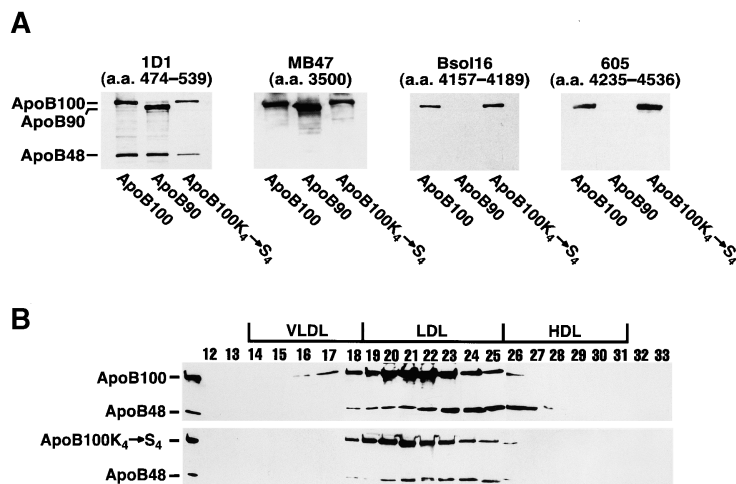 A
1D1
(a.a. 474–539)
MB47
(a.a. 3500)
Bsol16
(a.a. 4157–4189)
605
(a.a. 4235–4536)
ApoB100
ApoB90
ApoB48
ApoB100
ApoB90
ApoB100K4→S4
ApoB100
ApoB90
ApoB100K4→S4
ApoB100
ApoB90
ApoB100K4→S4
ApoB100
ApoB90
ApoB100K4→S4
B
VLDL LDL HDL
12 13 14 15 16 17 18 19 20 21 22 23 24 25 26 27 28 29 30 31 32 33
ApoB100
ApoB48
ApoB100K4→S4
ApoB48